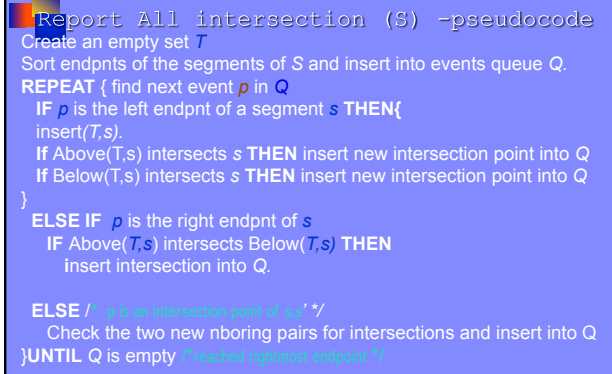 Report All intersection (S) -pseudocode
Create an empty set T
Sort endpnts of the segments of S and insert into events queue Q.
REPEAT { find next event p in Q
IF p is the left endpnt of a segment s THEN{
insert(T,s).
If Above(T,s) intersects s THEN insert new intersection point into Q
If Below(T,s) intersects s THEN insert new intersection point into Q
}
ELSE IF p is the right endpnt of s
IF Above(T,s) intersects Below(T,s) THEN
insert intersection into Q.
ELSE /* p is an intersection point of s,s' */
Check the two new nboring pairs for intersections and insert into Q
}UNTIL Q is empty /*reached rightmost endpoint */